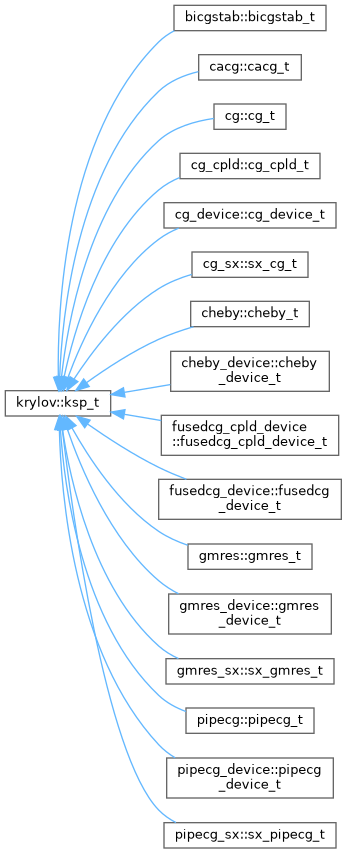 bicgstab::bicgstab_t
cacg::cacg_t
cg::cg_t
cg_cpld::cg_cpld_t
cg_device::cg_device_t
cg_sx::sx_cg_t
cheby::cheby_t
cheby_device::cheby
_device_t
krylov::ksp_t
fusedcg_cpld_device
::fusedcg_cpld_device_t
fusedcg_device::fusedcg
_device_t
gmres::gmres_t
gmres_device::gmres
_device_t
gmres_sx::sx_gmres_t
pipecg::pipecg_t
pipecg_device::pipecg
_device_t
pipecg_sx::sx_pipecg_t